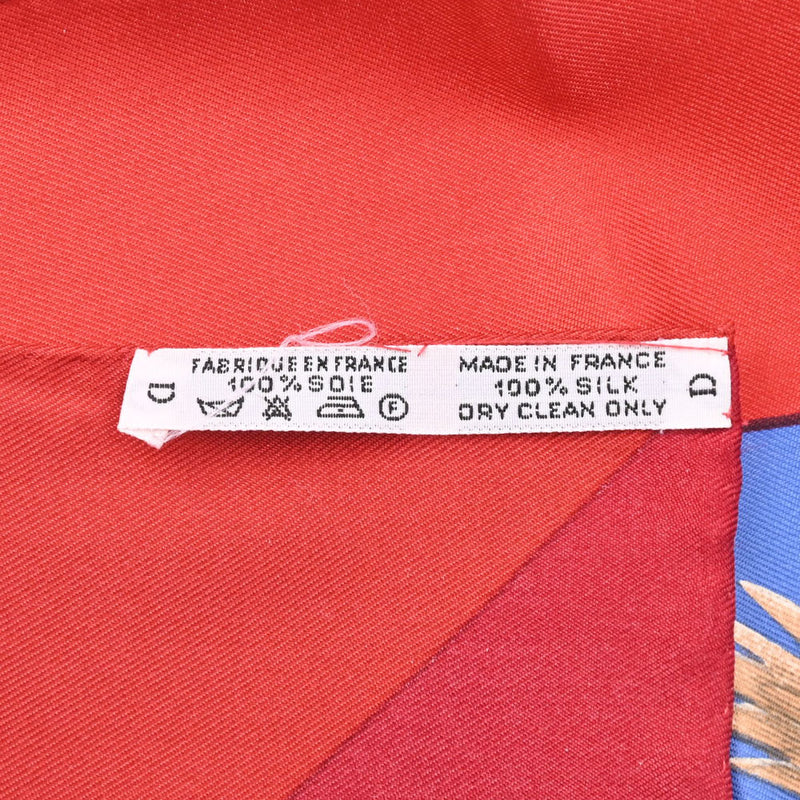 D
FABRIQUE EN FRANCE
100% SOIE
F
MADE IN FRANCE
100% SILK
DRY CLEAN ONLY
D